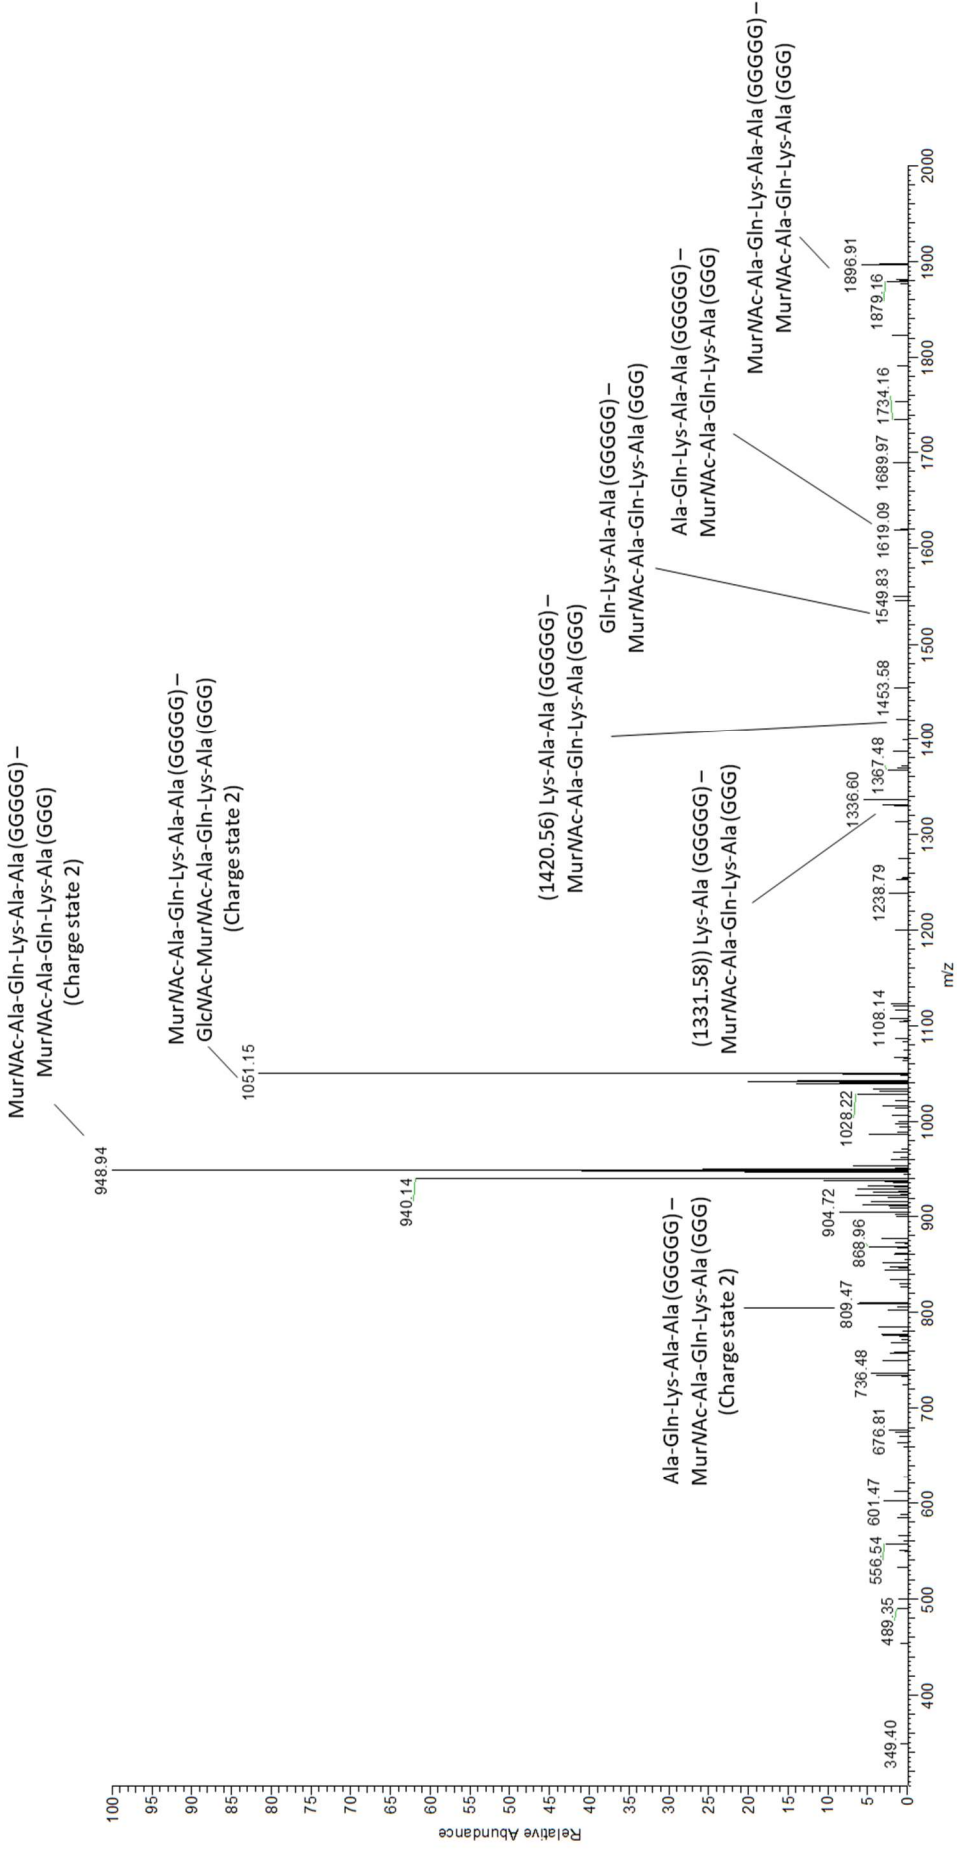 MurNAc-Ala-Gln-Lys-Ala-Ala (GGGGG) –
MurNAc-Ala-Gln-Lys-Ala (GGG)
(Charge state 2)
948.94
MurNAc-Ala-Gln-Lys-Ala-Ala (GGGGG) –
GlcNAc-MurNAc-Ala-Gln-Lys-Ala (GGG)
(Charge state 2)
1051.15
940.14
Ala-Gln-Lys-Ala-Ala (GGGGG) –
MurNAc-Ala-Gln-Lys-Ala (GGG)
(Charge state 2)
(1331.58)) Lys-Ala (GGGGG) –
MurNAc-Ala-Gln-Lys-Ala (GGG)
(1420.56) Lys-Ala-Ala (GGGGG) –
MurNAc-Ala-Gln-Lys-Ala (GGG)
Gln-Lys-Ala-Ala (GGGGG) –
MurNAc-Ala-Gln-Lys-Ala (GGG)
Ala-Gln-Lys-Ala-Ala (GGGGG) –
MurNAc-Ala-Gln-Lys-Ala (GGG)
MurNAc-Ala-Gln-Lys-Ala-Ala (GGGGG) –
MurNAc-Ala-Gln-Lys-Ala (GGG)
349.40
489.35
556.54
601.47
676.81
736.48
809.47
868.96
904.72
1028.22
1108.14
1238.79
1336.60
1367.48
1453.58
1549.83
1619.09
1689.97
1734.16
1879.16
1896.91
100
95
90
85
80
75
70
65
60
55
50
45
40
35
30
25
20
15
10
5
0
Relative Abundance
400
500
600
700
800
900
1000
1100
1200
1300
1400
1500
1600
1700
1800
1900
2000
m/z